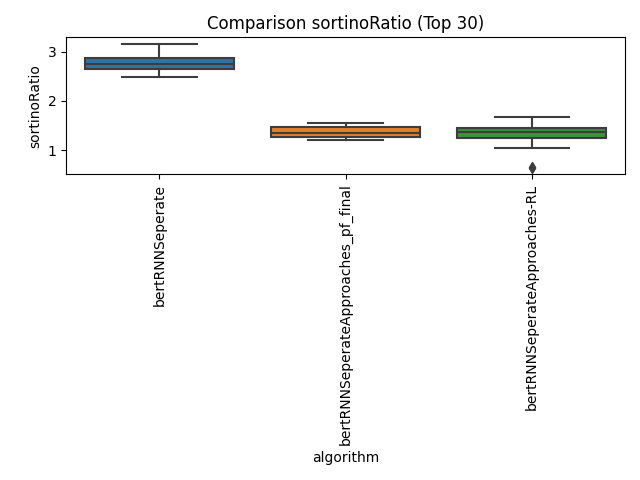 Comparison sortinoRatio (Top 30)
sortinoRatio
3
2
1
bertRNNSeperate
bertRNNSeperateApproaches_pf_final
bertRNNSeperateApproaches-RL
algorithm